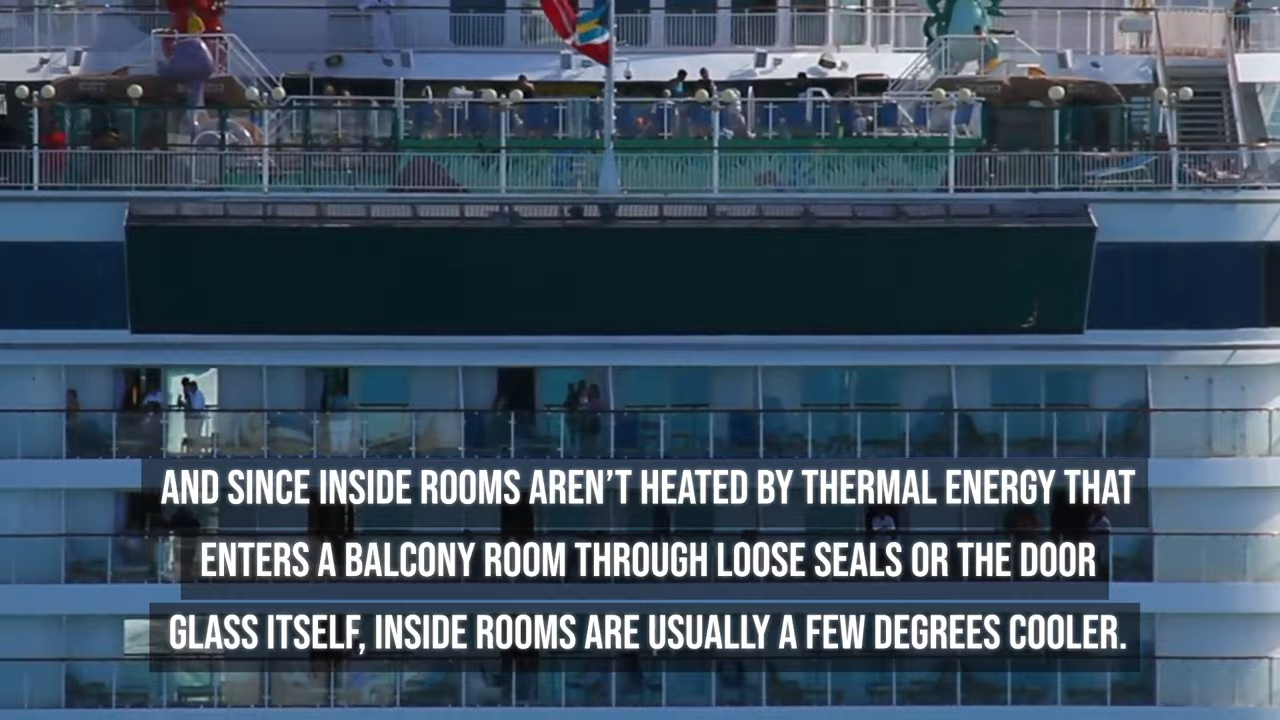 AND SINCE INSIDE ROOMS AREN’T HEATED BY THERMAL ENERGY THAT
ENTERS A BALCONY ROOM THROUGH LOOSE SEALS OR THE DOOR
GLASS ITSELF, INSIDE ROOMS ARE USUALLY A FEW DEGREES COOLER.